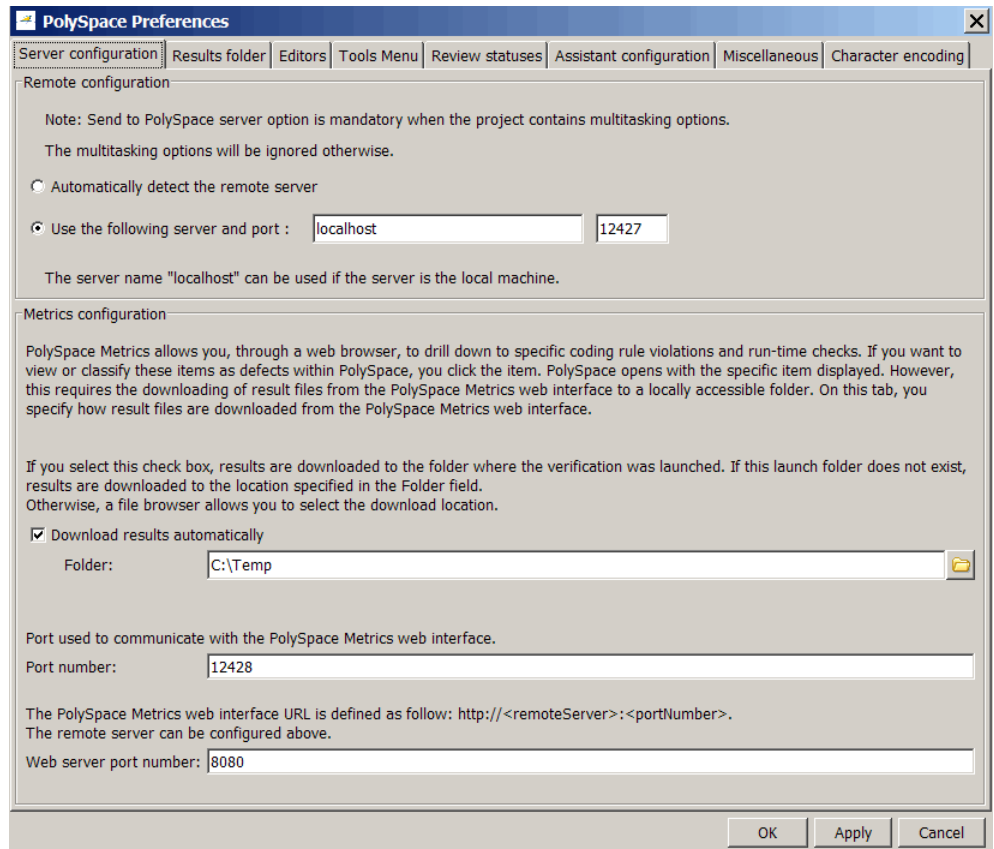 PolySpace Preferences
Server configuration Results folder Editors Tools Menu Review statuses Assistant configuration Miscellaneous Character encoding
Remote configuration
Note: Send to PolySpace server option is mandatory when the project contains multitasking options.
The multitasking options will be ignored otherwise.
Automatically detect the remote server
Use the following server and port : localhost 12427
The server name "localhost" can be used if the server is the local machine.
Metrics configuration
PolySpace Metrics allows you, through a web browser, to drill down to specific coding rule violations and run-time checks. If you want to
view or classify these items as defects within PolySpace, you click the item. PolySpace opens with the specific item displayed. However,
this requires the downloading of result files from the PolySpace Metrics web interface to a locally accessible folder. On this tab, you
specify how result files are downloaded from the PolySpace Metrics web interface.
If you select this check box, results are downloaded to the folder where the verification was launched. If this launch folder does not exist,
results are downloaded to the location specified in the Folder field.
Otherwise, a file browser allows you to select the download location.
Download results automatically
Folder: C:\Temp
Port used to communicate with the PolySpace Metrics web interface.
Port number: 12428
The PolySpace Metrics web interface URL is defined as follow: http://<remoteServer>:<portNumber>.
The remote server can be configured above.
Web server port number: 8080
OK Apply Cancel